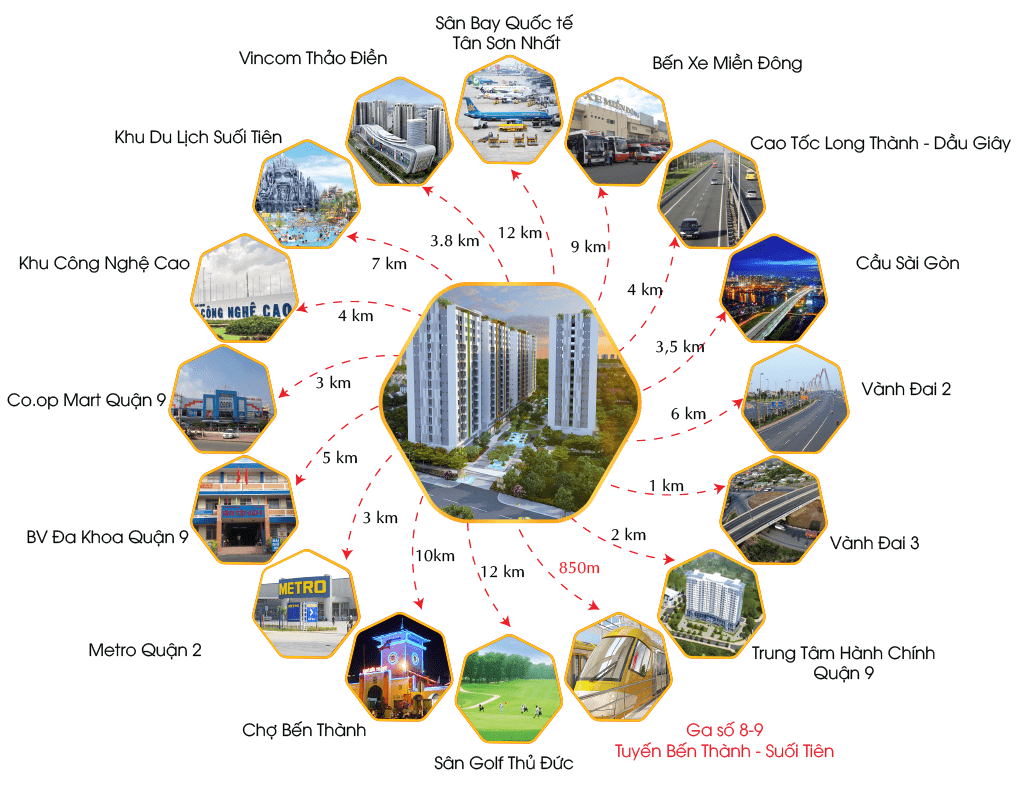 Sân Bay Quốc tế
Tân Sơn Nhất
Vincom Thảo Điền
Bến Xe Miền Đông
XE MIỀN ĐÔNG
Khu Du Lịch Suối Tiên
Cao Tốc Long Thành - Dầu Giây
12 km
3.8 km
9 km
Khu Công Nghệ Cao
7 km
Cầu Sài Gòn
4 km
CÔNG NGHỆ CAO
4 km
3,5 km
3 km
Vành Đai 2
Co.op Mart Quận 9
6 km
5 km
1 km
3 km
2 km
BV Đa Khoa Quận 9
Vành Đai 3
10km
12 km
850m
METRO
Metro Quận 2
Trung Tâm Hành Chính
Quận 9
Chợ Bến Thành
Ga số 8-9
Tuyến Bến Thành - Suối Tiên
Sân Golf Thủ Đức